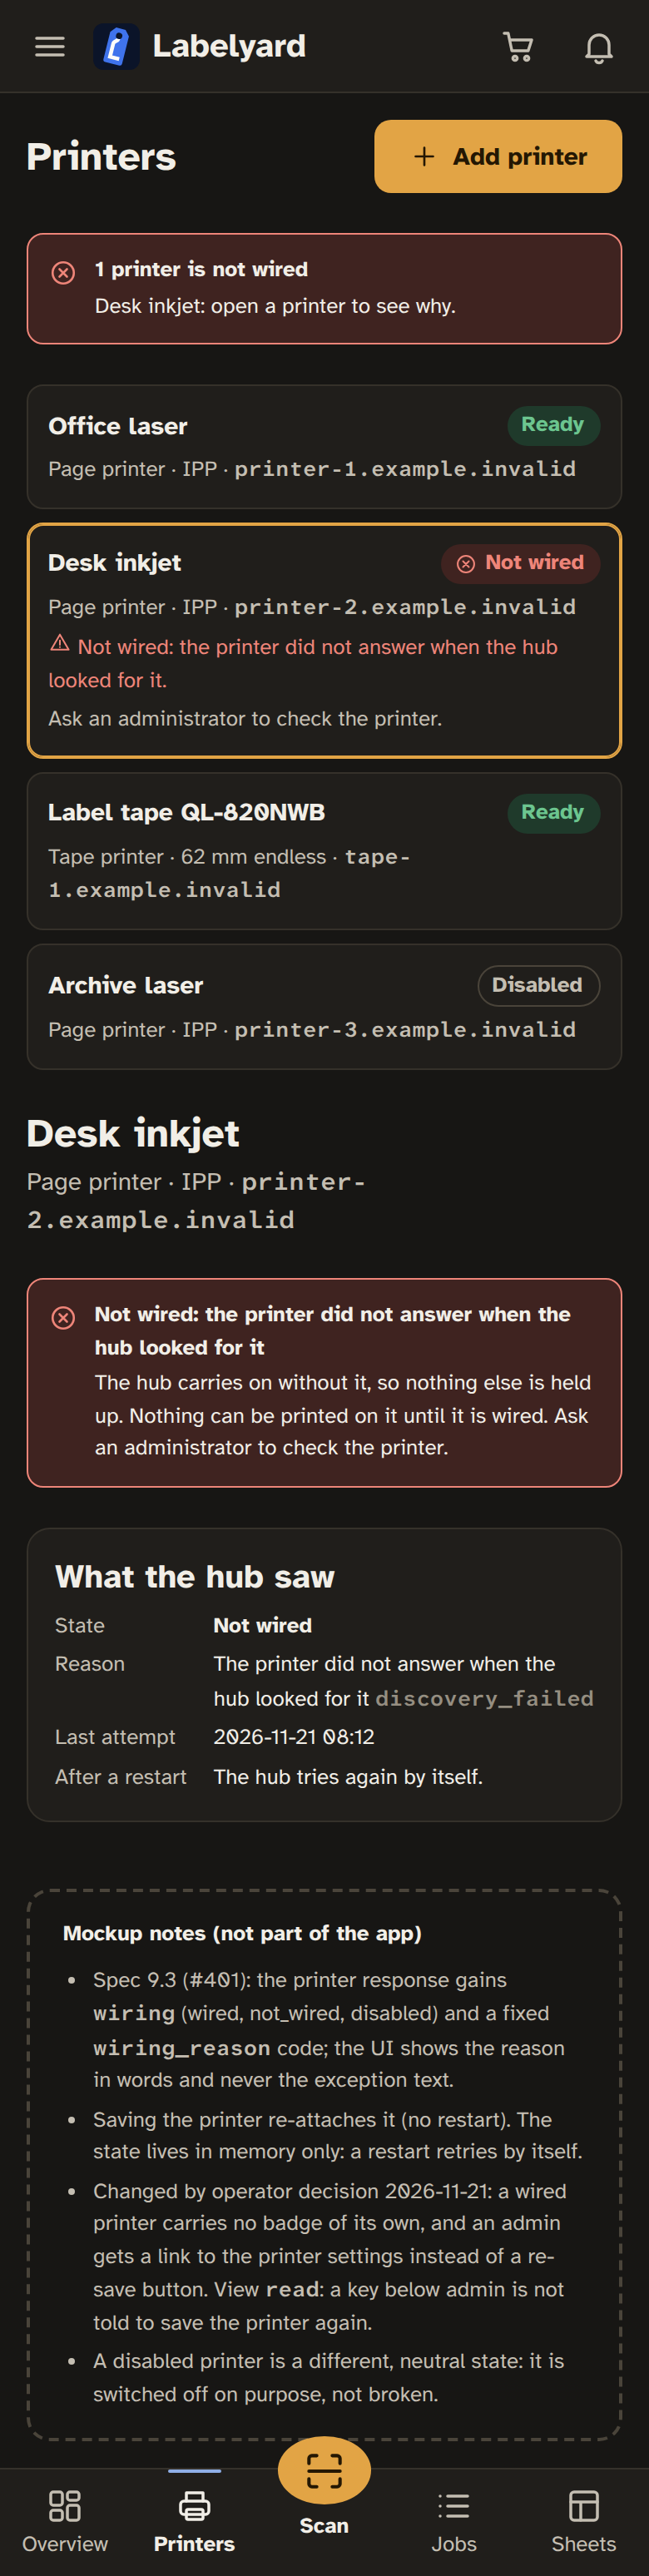 Labelyard
Printers
Add printer
1 printer is not wired
Desk inkjet: open a printer to see why.
Office laser
Ready
Page printer · IPP · printer-1.example.invalid
Desk inkjet
Not wired
Page printer · IPP · printer-2.example.invalid
Not wired: the printer did not answer when the hub
looked for it.
Ask an administrator to check the printer.
Label tape QL-820NWB
Ready
Tape printer · 62 mm endless · tape-
1.example.invalid
Archive laser
Disabled
Page printer · IPP · printer-3.example.invalid
Desk inkjet
Page printer · IPP · printer-
2.example.invalid
Not wired: the printer did not answer when the
hub looked for it
The hub carries on without it, so nothing else is held
up. Nothing can be printed on it until it is wired. Ask
an administrator to check the printer.
What the hub saw
State Not wired
Reason The printer did not answer when the
hub looked for it discovery_failed
Last attempt 2026-11-21 08:12
After a restart The hub tries again by itself.
Mockup notes (not part of the app)
• Spec 9.3 (#401): the printer response gains
wiring (wired, not_wired, disabled) and a fixed
wiring_reason code; the UI shows the reason
in words and never the exception text.
• Saving the printer re-attaches it (no restart). The
state lives in memory only: a restart retries by itself.
• Changed by operator decision 2026-11-21: a wired
printer carries no badge of its own, and an admin
gets a link to the printer settings instead of a re-
save button. View read: a key below admin is not
told to save the printer again.
• A disabled printer is a different, neutral state: it is
switched off on purpose, not broken.
Overview
Printers
Scan
Jobs
Sheets